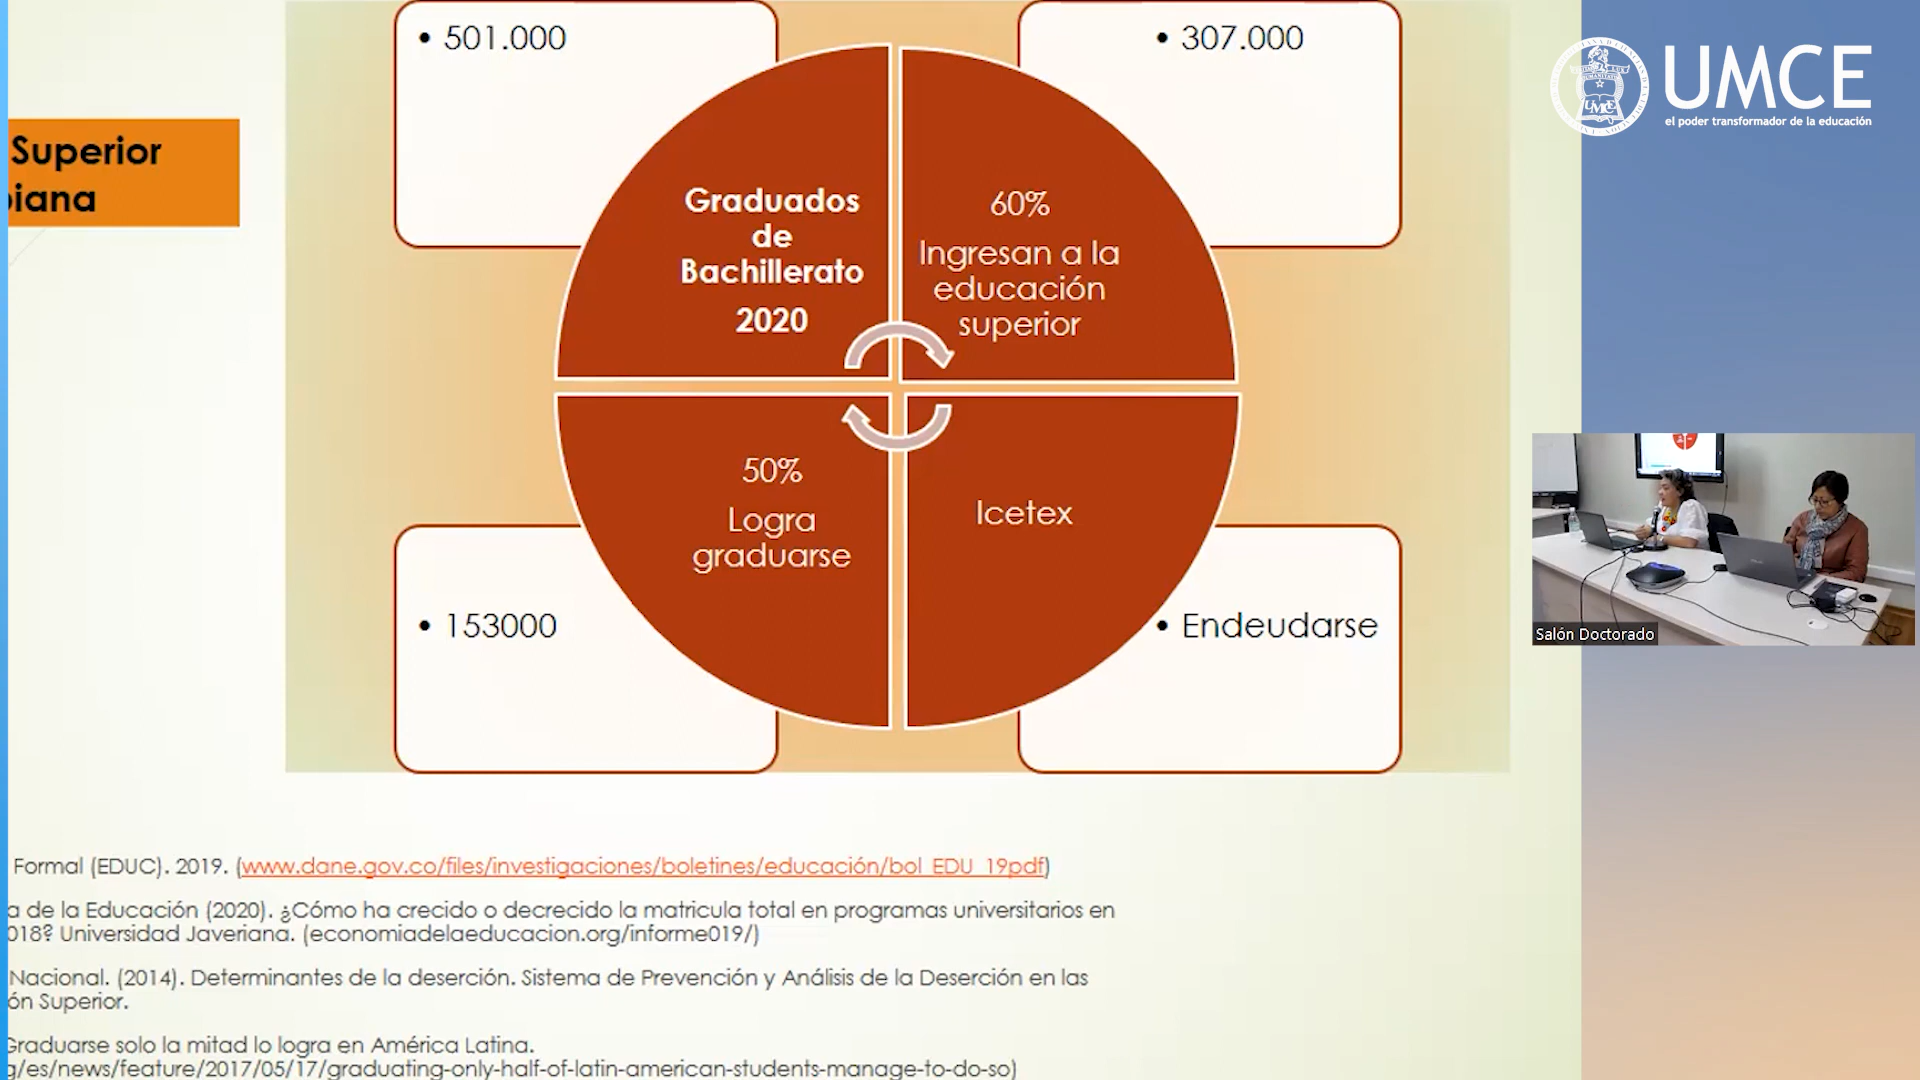 • 501.000
• 307.000
UMCE
el poder transformador de la educación
Superior
iana
Graduados
de
Bachillerato
2020
60%
Ingresan a la
educación
superior
50%
Logra
graduarse
Icetex
• 153000
• Endeudarse
Salón Doctorado
Formal (EDUC). 2019. (www.dane.gov.co/files/investigaciones/boletines/educación/bol_EDU_19pdf)
a de la Educación (2020). ¿Cómo ha crecido o decrecido la matricula total en programas universitarios en
018? Universidad Javeriana. (economiadelaeducacion.org/informe019/)
Nacional. (2014). Determinantes de la deserción. Sistema de Prevención y Análisis de la Deserción en las
ón Superior.
Graduarse solo la mitad lo logra en América Latina.
g/es/news/feature/2017/05/17/graduating-only-half-of-latin-american-students-manage-to-do-so)